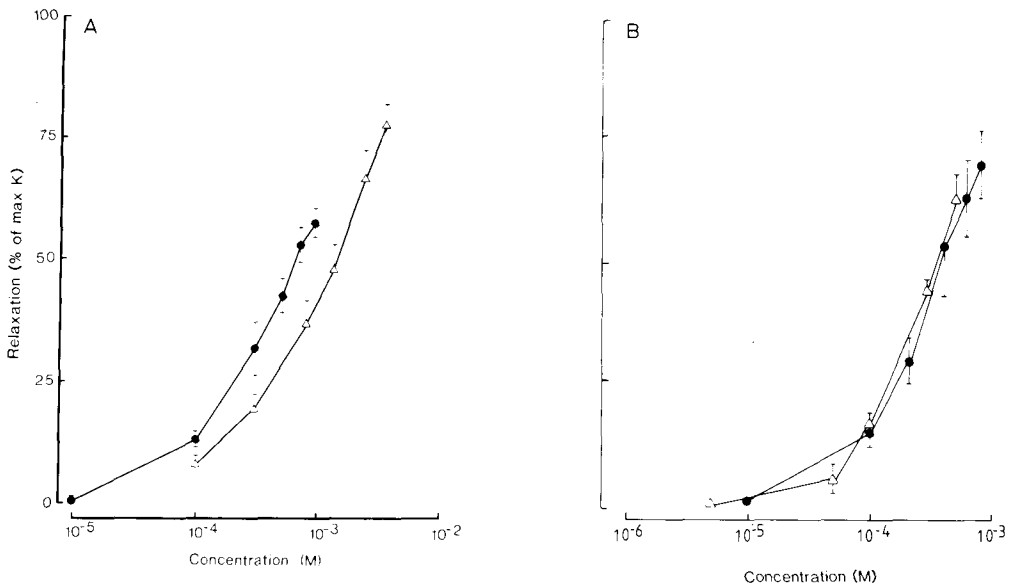 A
B
100
75
50
25
0
Relaxation (% of max K)
10⁻⁵
10⁻⁴
10⁻³
10⁻²
Concentration (M)
10⁻⁶
10⁻⁵
10⁻⁴
10⁻³
Concentration (M)